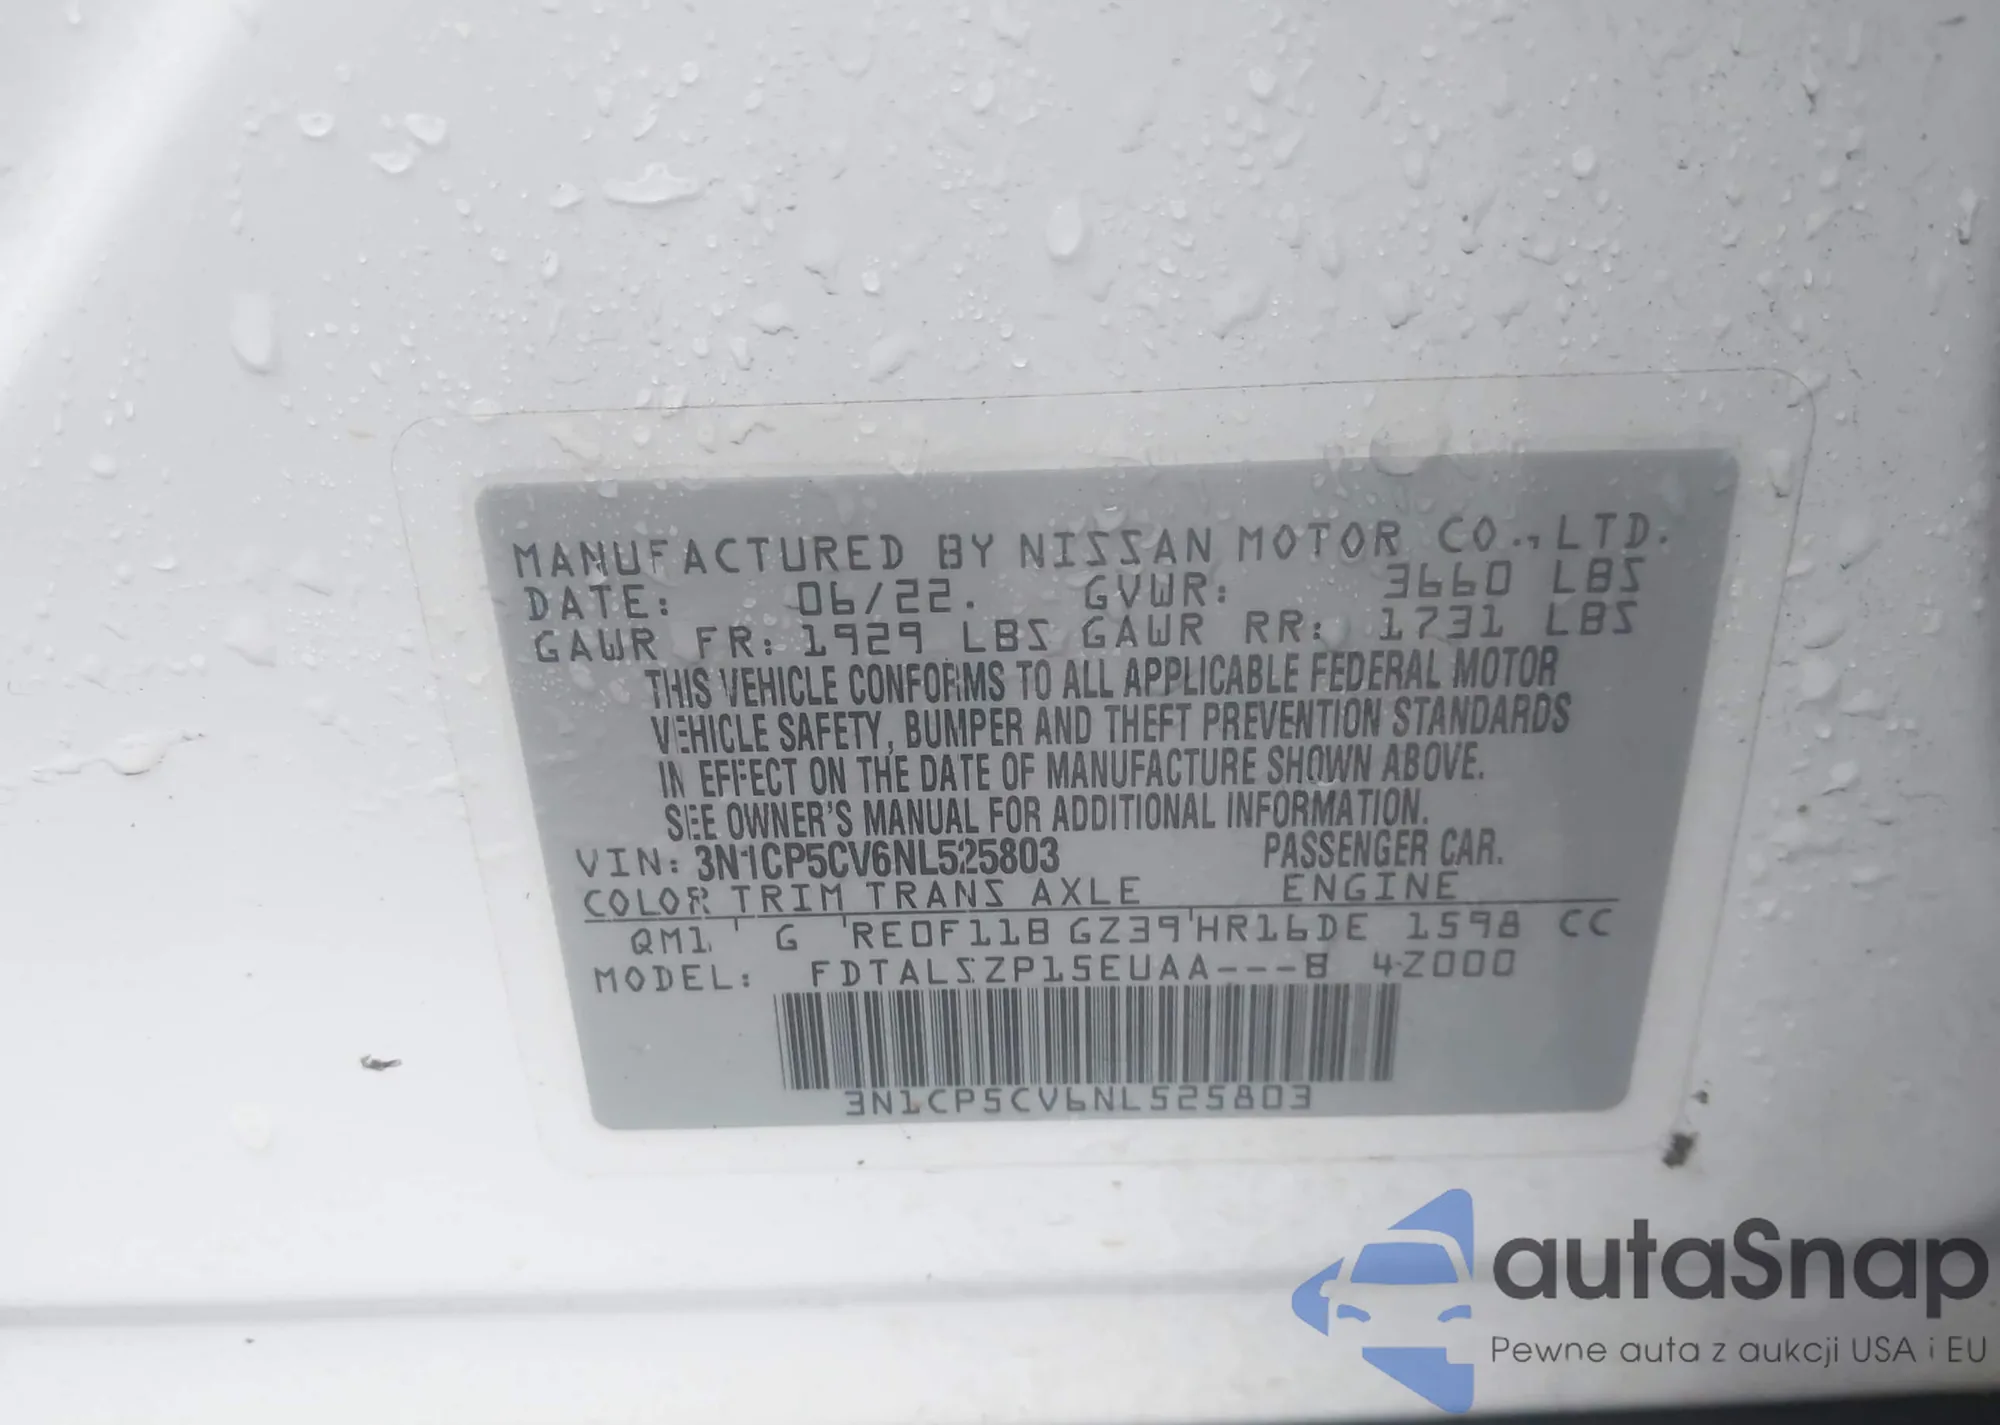 MANUFACTURED BY NISSAN MOTOR CO., LTD.
DATE: 06/22. GVWR: 3660 LBS
GAWR FR: 1929 LBS GAWR RR: 1731 LBS
THIS VEHICLE CONFORMS TO ALL APPLICABLE FEDERAL MOTOR
VEHICLE SAFETY, BUMPER AND THEFT PREVENTION STANDARDS
IN EFFECT ON THE DATE OF MANUFACTURE SHOWN ABOVE.
SEE OWNER'S MANUAL FOR ADDITIONAL INFORMATION.
VIN: 3N1CP5CV6NL525803 PASSENGER CAR.
COLOR TRIM TRANS AXLE ENGINE
QM1 G RE0F11B GZ39 HR16DE 1598 CC
MODEL: FDTALSZP15EUAA---B 4-2000
3N1CP5CV6NL525803
autaSnap
Pewne auta z aukcji USA i EU